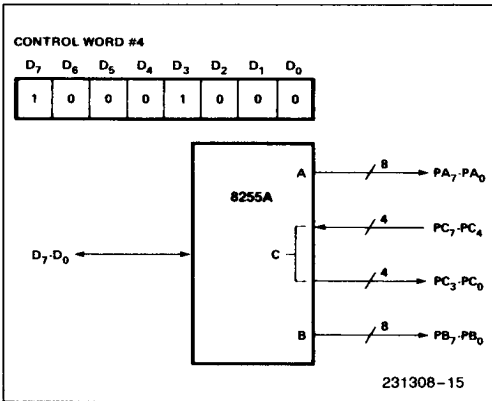 CONTROL WORD #4
D7 D6 D5 D4 D3 D2 D1 D0
1 0 0 0 1 0 0 0
8255A
A
8
PA7-PA0
4
PC7-PC4
C
D7-D0
4
PC3-PC0
B
8
PB7-PB0
231308-15